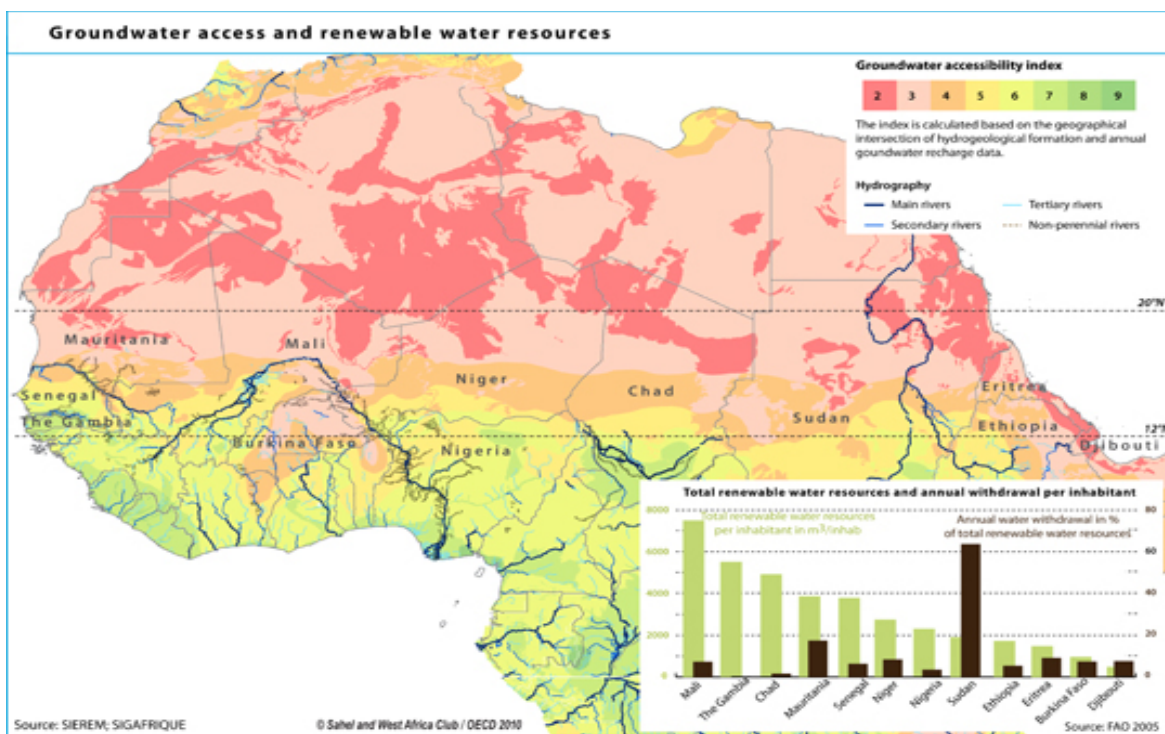 Groundwater access and renewable water resources
Groundwater accessibility index
2 3 4 5 6 7 8 9
The index is calculated based on the geographical
intersection of hydrogeological formation and annual
goundwater recharge data.
Hydrography
Main rivers
Tertiary rivers
Secondary rivers
Non-perennial rivers
20°N
Mauritania
Mali
Niger
Chad
Eritrea
Senegal
Sudan
The Gambia
12°N
Ethiopia
Burkina Faso
Nigeria
Djibouti
Total renewable water resources and annual withdrawal per inhabitant
8000
80
Total renewable water resources
per inhabitant in m3/inhab
Annual water withdrawal in %
of total renewable water resources
6000
60
4000
40
2000
20
0
0
Mali
The Gambia
Chad
Mauritania
Senegal
Niger
Nigeria
Sudan
Ethiopia
Eritrea
Burkina Faso
Djibouti
Source: SIEREM; SIGAFRIQUE
© Sahel and West Africa Club / OECD 2010
Source: FAO 2005